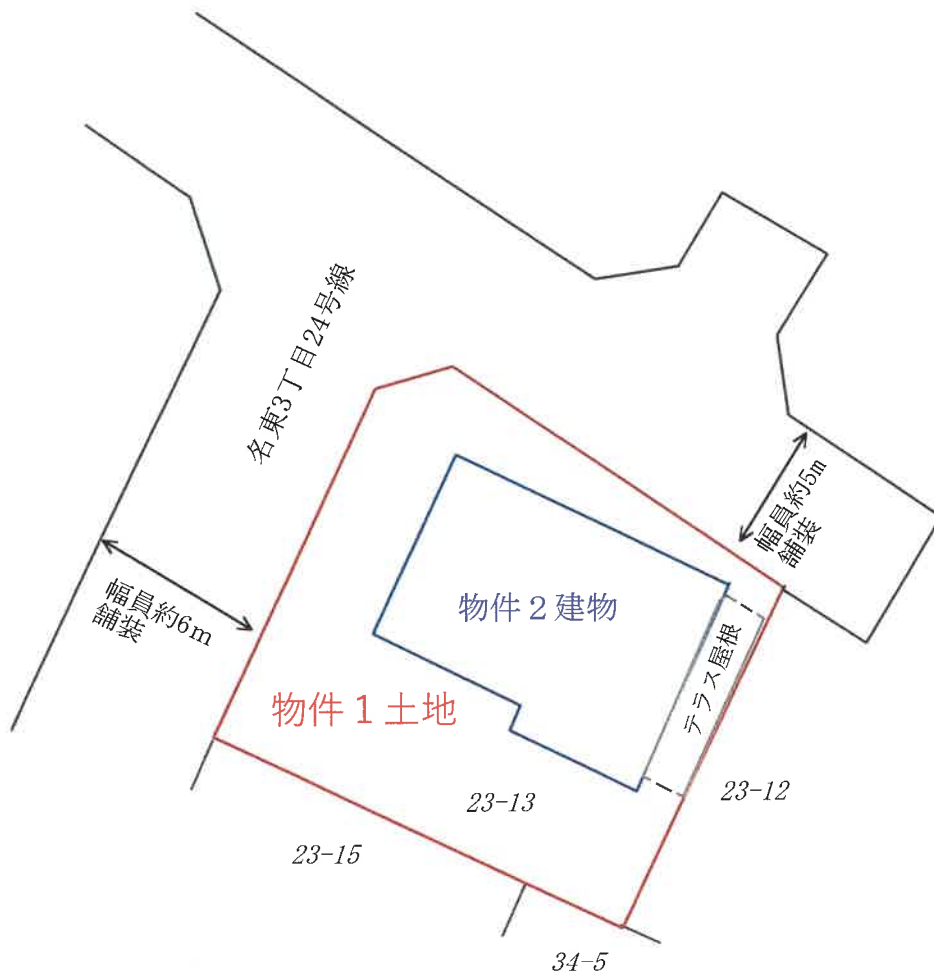 名東3丁目24号線
幅員約5m
舗装
幅員約6m
舗装
物件2建物
テラス屋根
物件1土地
23-13
23-12
23-15
34-5